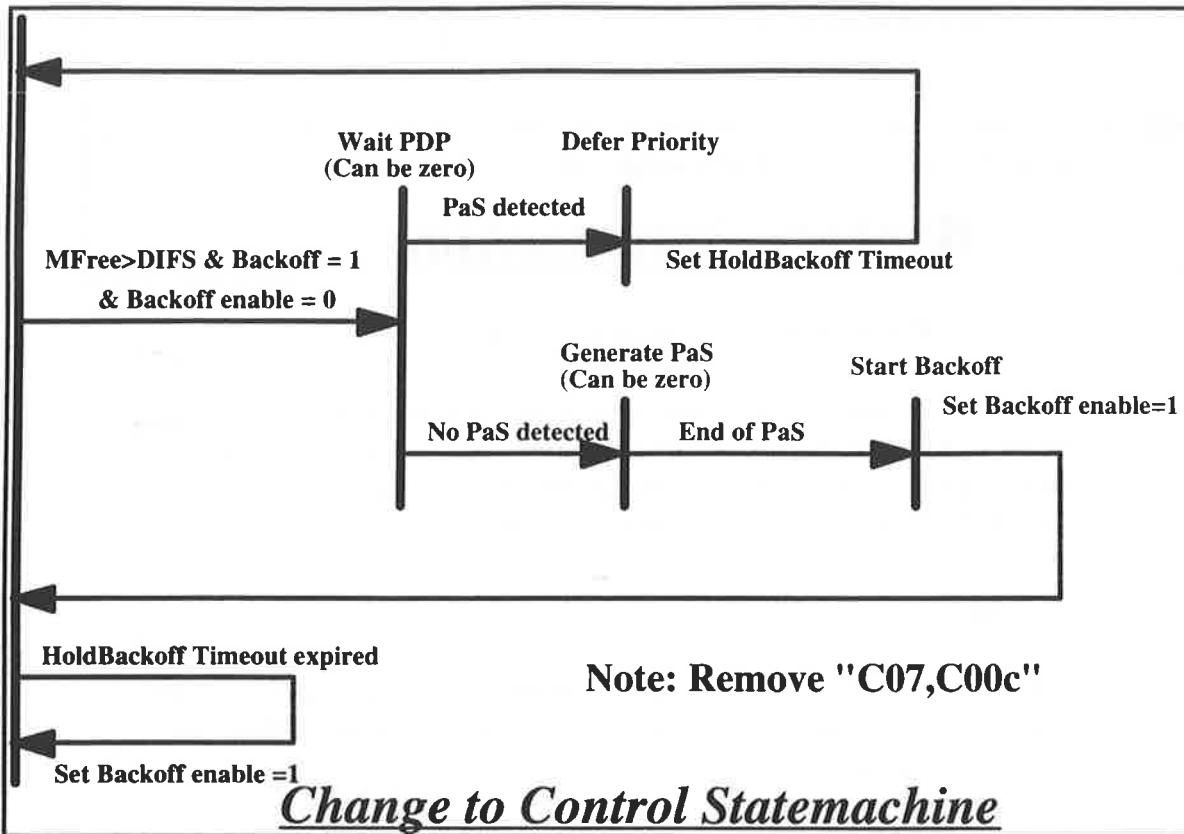 Wait PDP
(Can be zero)
Defer Priority
PaS detected
MFree>DIFS & Backoff = 1
& Backoff enable = 0
Set HoldBackoff Timeout
Generate PaS
(Can be zero)
Start Backoff
Set Backoff enable=1
No PaS detected
End of PaS
HoldBackoff Timeout expired
Note: Remove "C07,C00c"
Set Backoff enable =1
Change to Control Statemachine